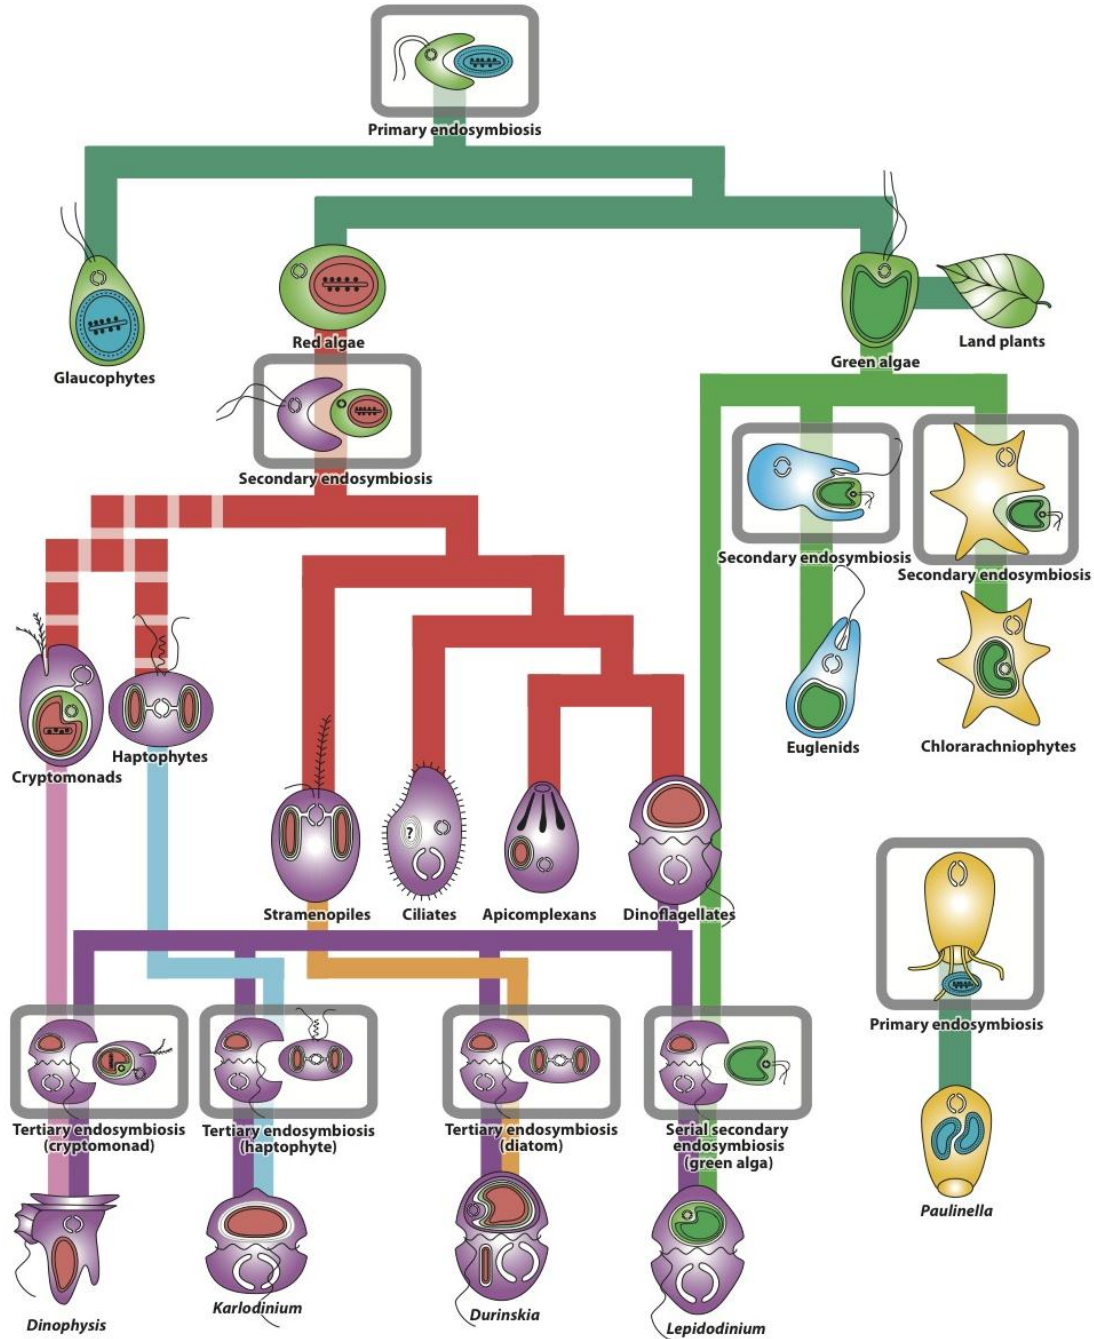 Primary endosymbiosis
Glaucophytes
Red algae
Green algae
Land plants
Secondary endosymbiosis
Secondary endosymbiosis
Secondary endosymbiosis
Cryptomonads
Haptophytes
Euglenids
Chlorarachniophytes
?
Stramenopiles
Ciliates
Apicomplexans
Dinoflagellates
Primary endosymbiosis
Tertiary endosymbiosis
(cryptomonad)
Tertiary endosymbiosis
(haptophyte)
Tertiary endosymbiosis
(diatom)
Serial secondary
endosymbiosis
(green alga)
Paulinella
Dinophysis
Karlodinium
Durinskia
Lepidodinium